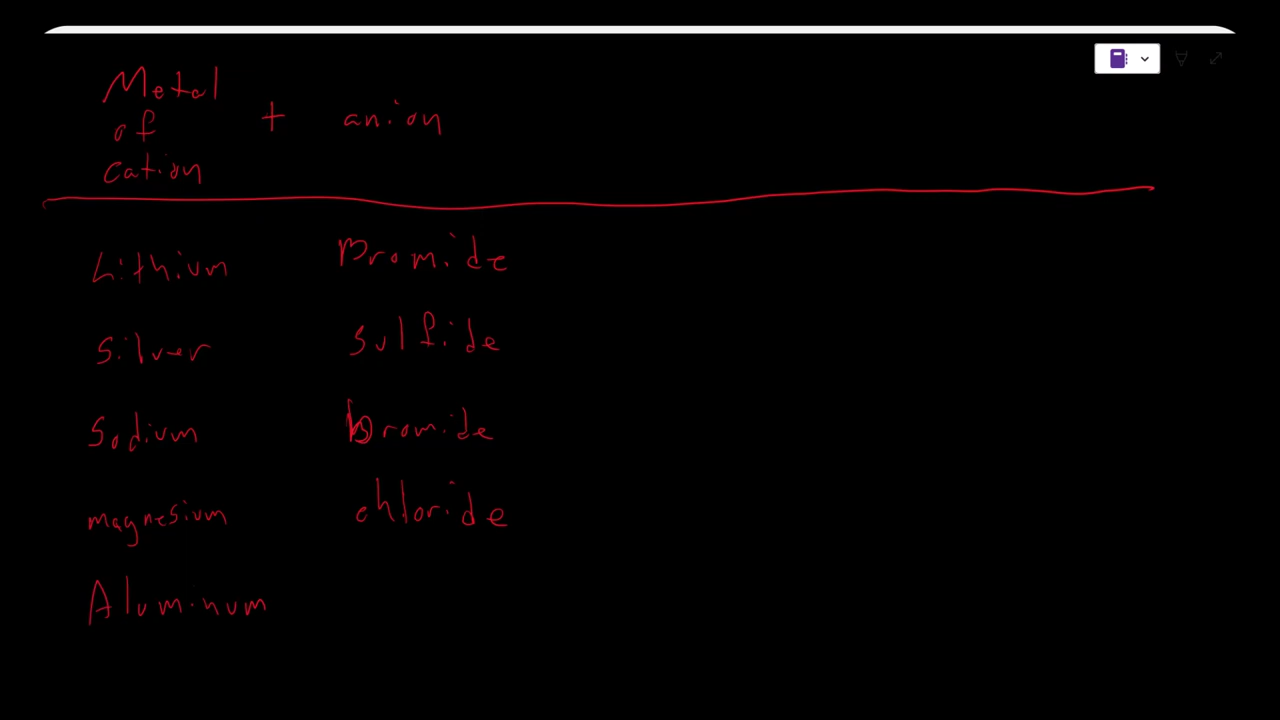 Metal
of + anion
cation
Lithium Bromide
Silver sulfide
Sodium bromide
magnesium chloride
Aluminum